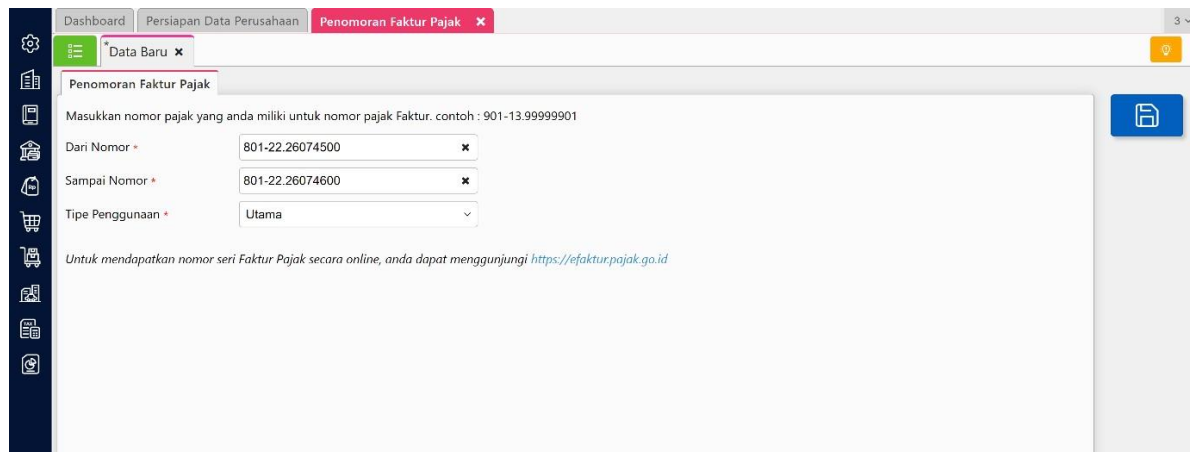 Dashboard Persiapan Data Perusahaan Penomoran Faktur Pajak 3
*Data Baru
Penomoran Faktur Pajak
Masukkan nomor pajak yang anda miliki untuk nomor pajak Faktur. contoh : 901-13.99999901
Dari Nomor * 801-22.26074500
Sampai Nomor * 801-22.26074600
Tipe Penggunaan * Utama
Untuk mendapatkan nomor seri Faktur Pajak secara online, anda dapat menggunjungi https://efaktur.pajak.go.id